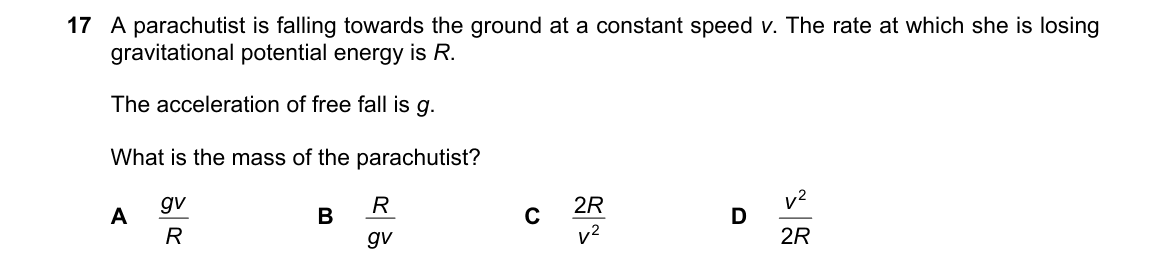 17 A parachutist is falling towards the ground at a constant speed v. The rate at which she is losing
gravitational potential energy is R.
The acceleration of free fall is g.
What is the mass of the parachutist?
A gv/R B R/gv C 2R/v² D v²/2R